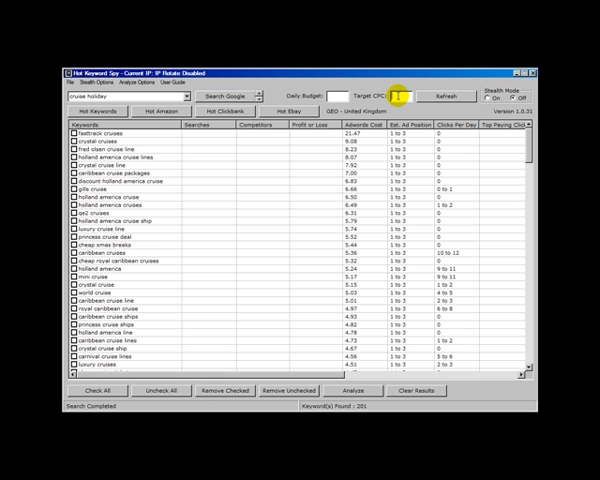 Hot Keyword Spy - Current IP: IP Rotate Disabled
File Stealth Options Analyze Options User Guide
cruise holiday Search Google Daily Budget: Target CPC: Refresh Stealth Mode On Off
Hot Keywords Hot Amazon Hot Clickbank Hot Ebay GEO - United Kingdom Version 1.0.31
Keywords Searches Competitors Profit or Loss Adwords Cost Est. Ad Position Clicks Per Day Top Paying Click
fasttrack cruises 21.47 1 to 3 0
crystal cruises 9.08 1 to 3 0
fred olsen cruise line 8.23 1 to 3 0
holland america cruise lines 8.07 1 to 3 0
crystal cruise line 7.92 1 to 3 0
caribbean cruise packages 7.00 1 to 3 0
discount holland america cruise 6.83 1 to 3 0
gills cruise 6.66 1 to 3 0 to 1
holland america cruise 6.50 1 to 3 0
holland america cruises 6.49 1 to 3 1 to 2
qe2 cruises 6.31 1 to 3 0
holland america cruise ship 5.79 1 to 3 0
luxury cruise line 5.74 1 to 3 0
princess cruise deal 5.52 1 to 3 0
cheap xmas breaks 5.44 1 to 3 0
caribbean cruises 5.36 1 to 3 10 to 12
cheap royal caribbean cruises 5.32 1 to 3 0
holland america 5.24 1 to 3 9 to 11
mini cruise 5.17 1 to 3 9 to 11
crystal cruise 5.15 1 to 3 1 to 2
world cruise 5.03 1 to 3 4 to 5
caribbean cruise line 5.01 1 to 3 2 to 3
royal caribbean cruise 4.97 1 to 3 6 to 8
caribbean cruise ships 4.93 1 to 3 0
princess cruise ships 4.82 1 to 3 0
holland america line 4.78 1 to 3 0
caribbean cruise lines 4.73 1 to 3 1 to 2
crystal cruise ship 4.67 1 to 3 0
carnival cruise lines 4.56 1 to 3 5 to 6
luxury cruises 4.51 1 to 3 2 to 3
Check All Uncheck All Remove Checked Remove Unchecked Analyze Clear Results
Search Completed Keyword(s) Found : 201